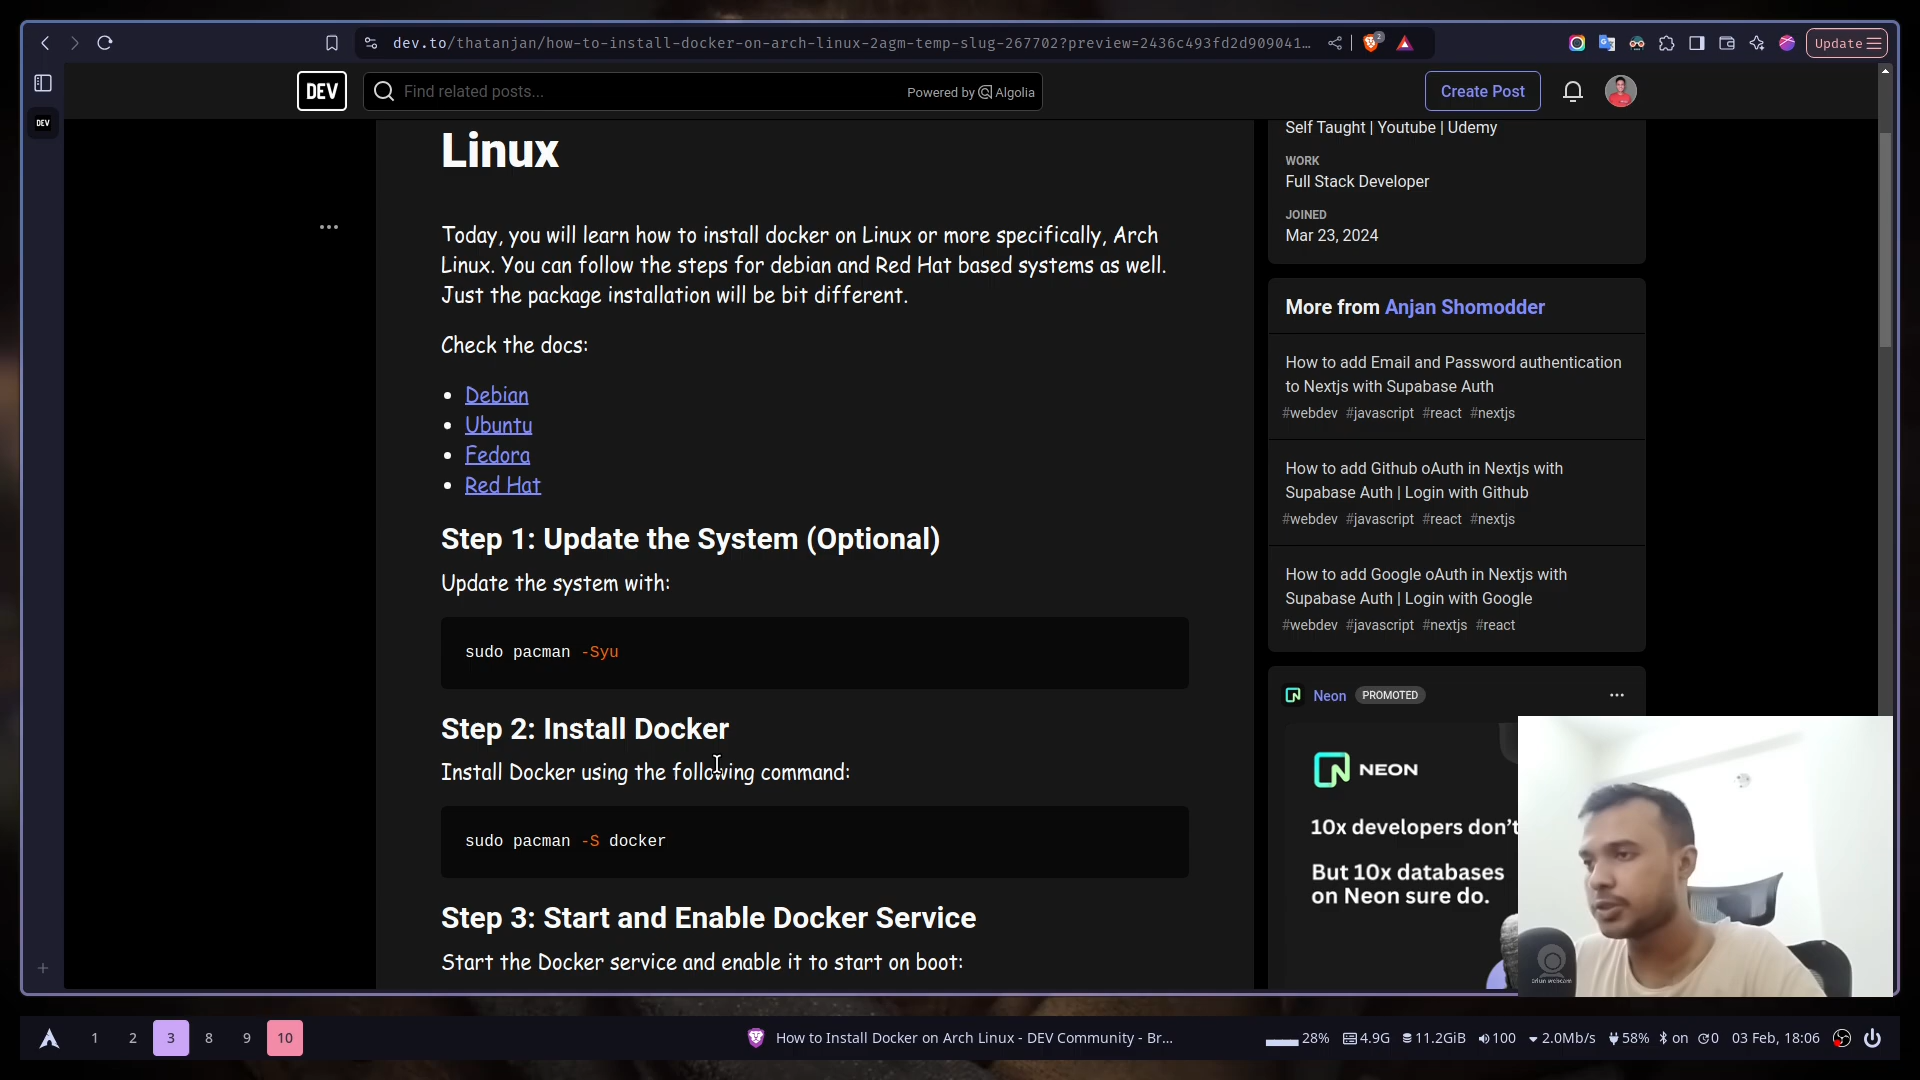 dev.to/thatanjan/how-to-install-docker-on-arch-linux-2agm-temp-slug-267702?preview=2436c493fd2d909041...
2
Update
DEV
Find related posts...
Powered by Algolia
Create Post
DEV
Linux
Today, you will learn how to install docker on Linux or more specifically, Arch
Linux. You can follow the steps for debian and Red Hat based systems as well.
Just the package installation will be bit different.
Check the docs:
• Debian
• Ubuntu
• Fedora
• Red Hat
Step 1: Update the System (Optional)
Update the system with:
sudo pacman -Syu
Step 2: Install Docker
Install Docker using the following command:
sudo pacman -S docker
Step 3: Start and Enable Docker Service
Start the Docker service and enable it to start on boot:
Self Taught | Youtube | Udemy
WORK
Full Stack Developer
JOINED
Mar 23, 2024
More from Anjan Shomodder
How to add Email and Password authentication
to Nextjs with Supabase Auth
#webdev #javascript #react #nextjs
How to add Github oAuth in Nextjs with
Supabase Auth | Login with Github
#webdev #javascript #react #nextjs
How to add Google oAuth in Nextjs with
Supabase Auth | Login with Google
#webdev #javascript #nextjs #react
Neon PROMOTED
NEON
10x developers don't
But 10x databases
on Neon sure do.
1 2 3 8 9 10
How to Install Docker on Arch Linux - DEV Community - Br...
28% 4.9G 11.2GiB 100 2.0Mb/s 58% on 0 03 Feb, 18:06